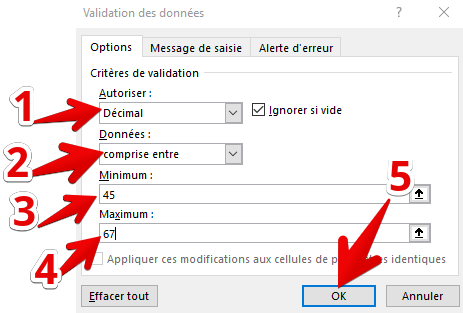 Validation des données ? ×
Options Message de saisie Alerte d'erreur
Critères de validation
Autoriser :
1 Décimal Ignorer si vide
Données :
2 comprise entre
Minimum :
3 45
5
Maximum :
4 67
Appliquer ces modifications aux cellules de identiques
Effacer tout OK Annuler